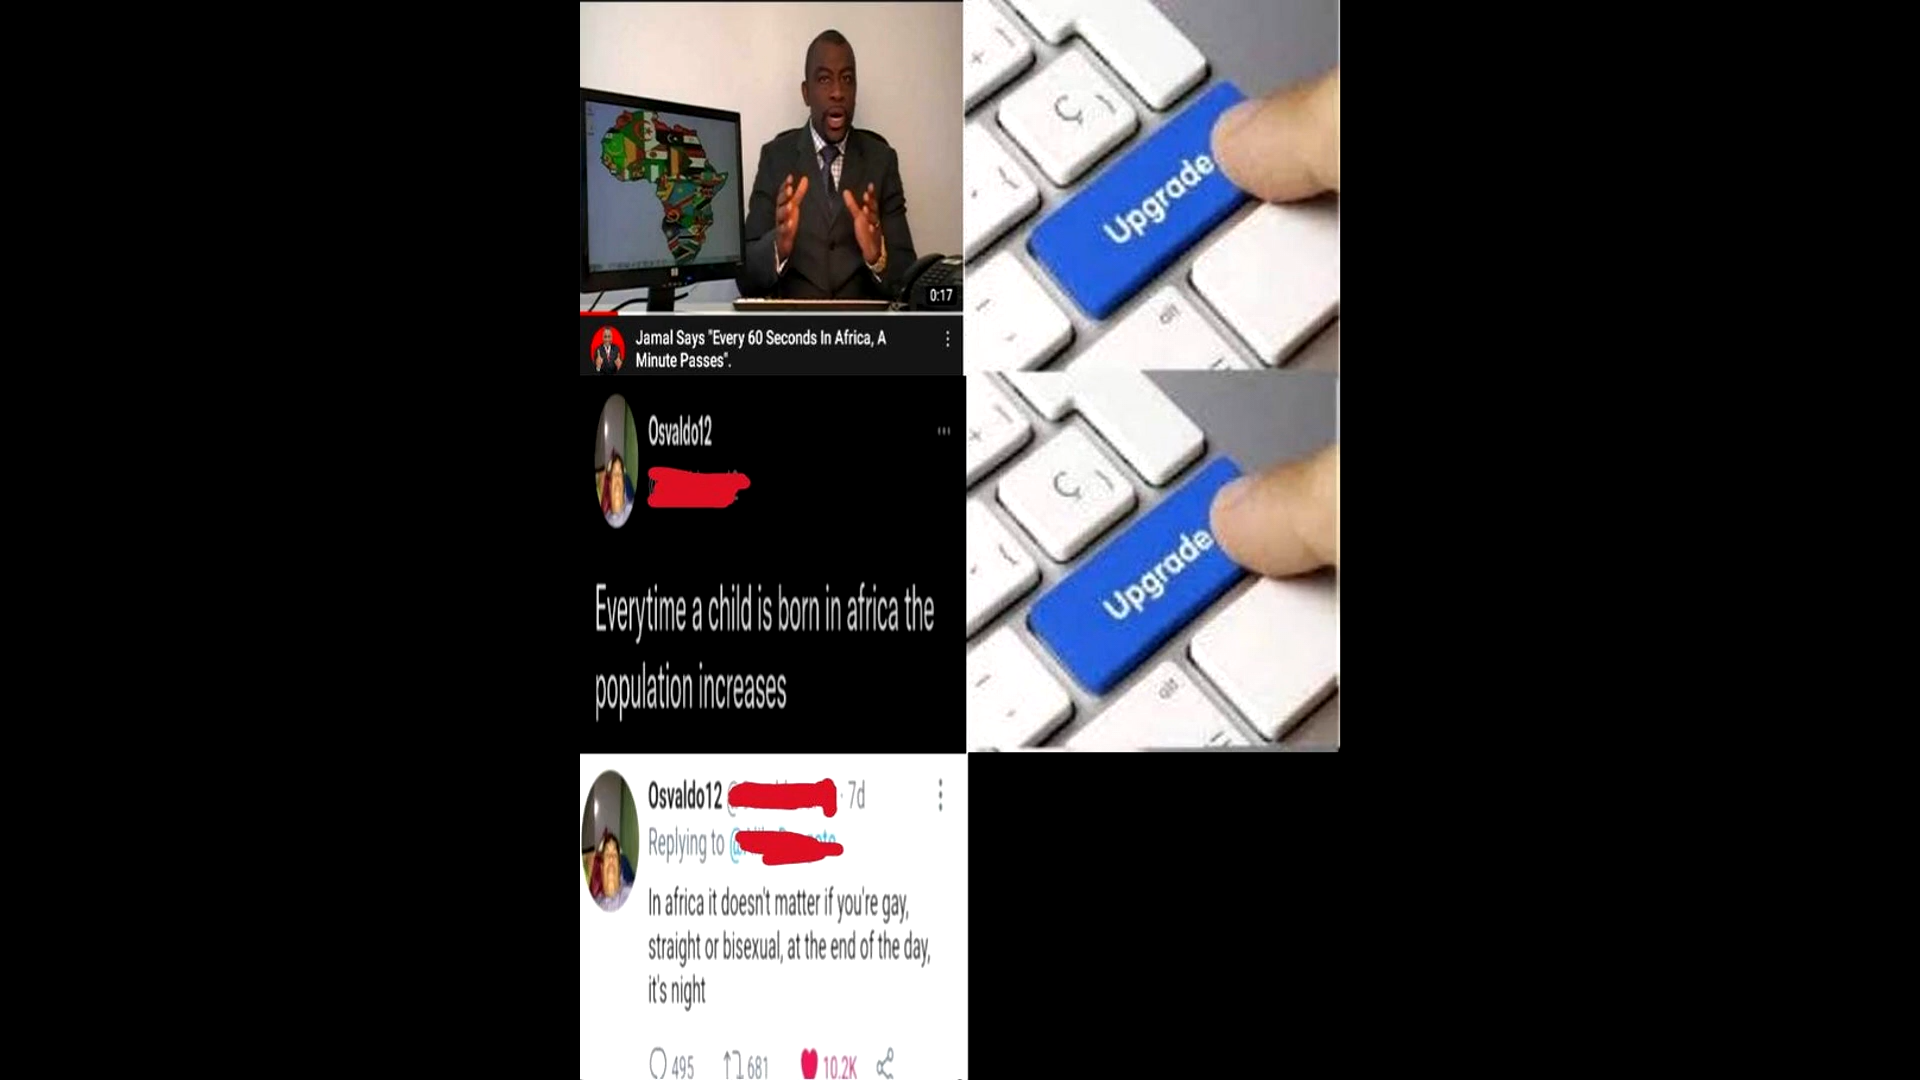 0:17
Jamal Says "Every 60 Seconds In Africa, A
Minute Passes".
Upgrade
Ç
alt
Osvaldo12
Everytime a child is born in africa the
population increases
Upgrade
Ç
alt
Osvaldo12 @ · 7d
Replying to @
In africa it doesn't matter if you're gay,
straight or bisexual, at the end of the day,
it's night
495 681 10.2K